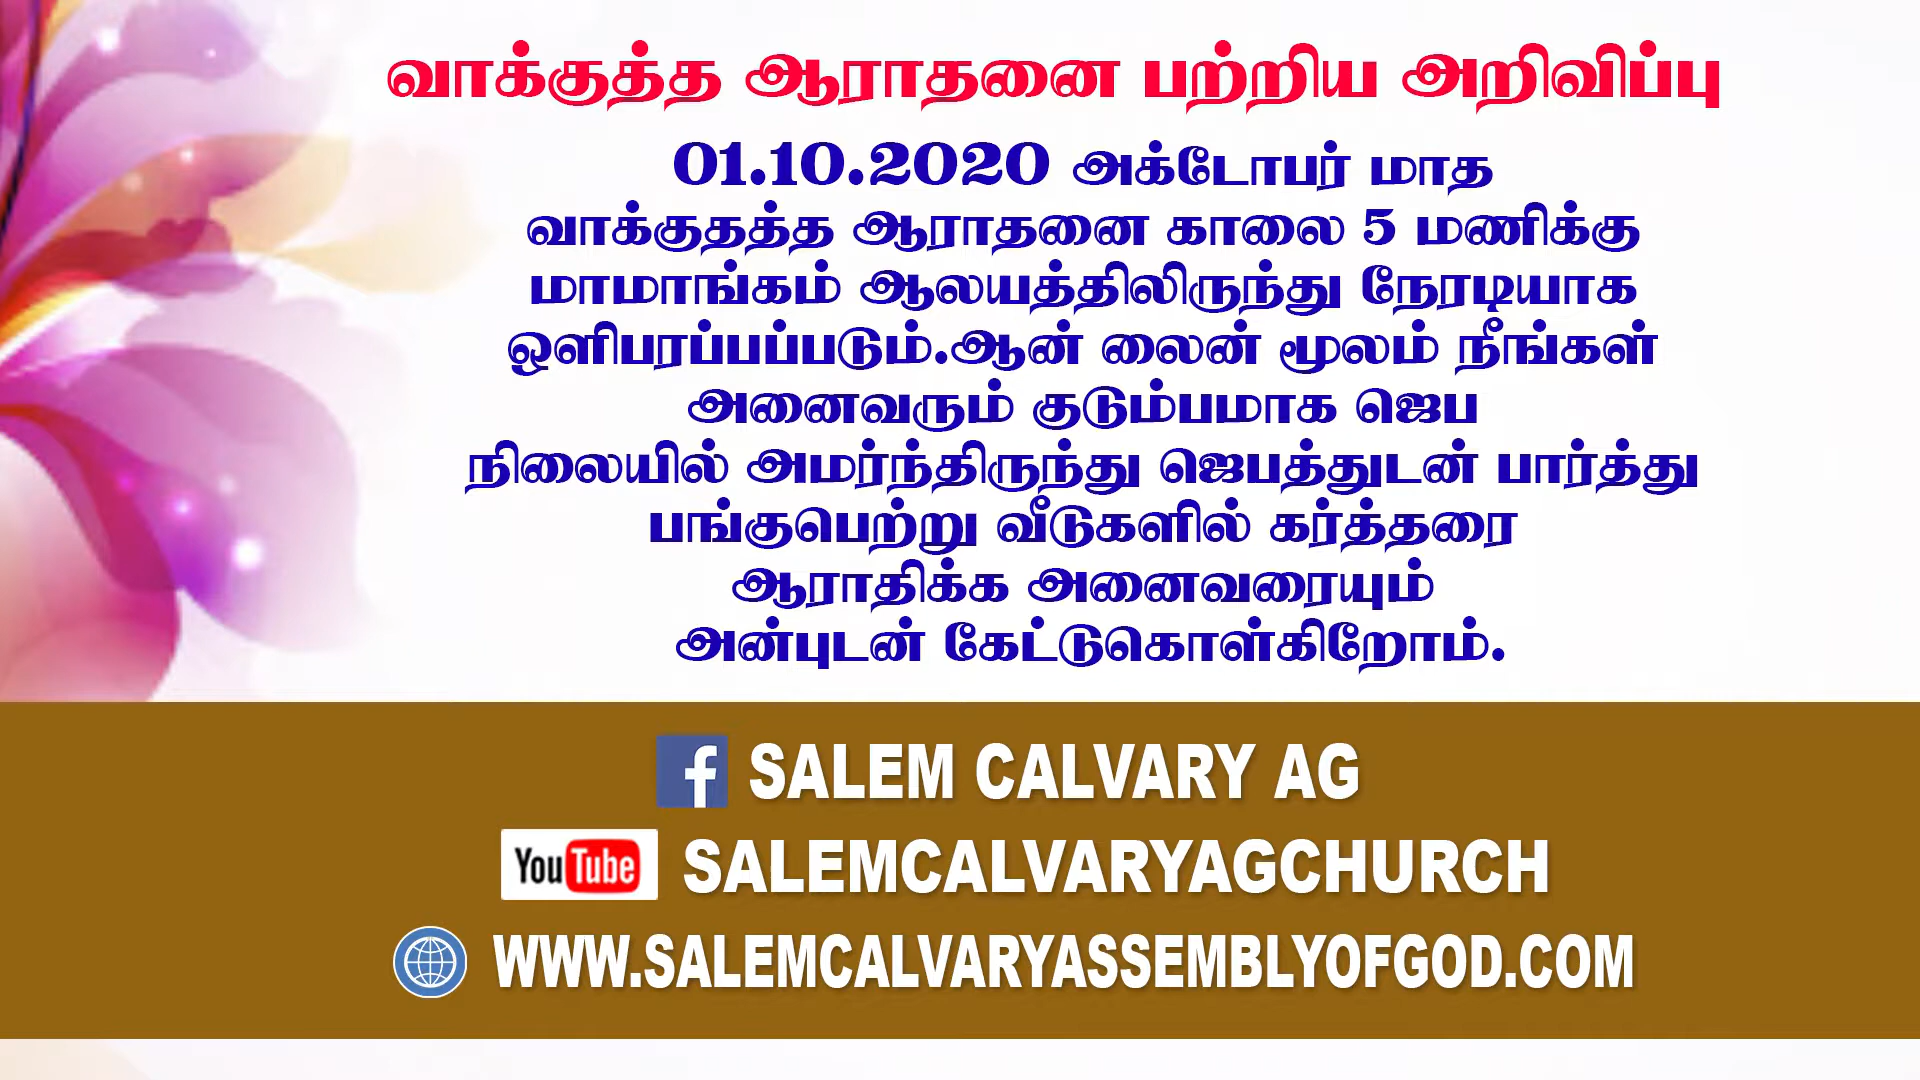 வாக்குத்த ஆராதனை பற்றிய அறிவிப்பு
01.10.2020 அக்டோபர் மாத
வாக்குதத்த ஆராதனை காலை 5 மணிக்கு
மாமாங்கம் ஆலயத்திலிருந்து நேரடியாக
ஒளிபரப்பப்படும்.ஆன் லைன் மூலம் நீங்கள்
அனைவரும் குடும்பமாக ஜெப
நிலையில் அமர்ந்திருந்து ஜெபத்துடன் பார்த்து
பங்குபெற்று வீடுகளில் கர்த்தரை
ஆராதிக்க அனைவரையும்
அன்புடன் கேட்டுகொள்கிறோம்.
f SALEM CALVARY AG
YouTube SALEMCALVARYAGCHURCH
WWW.SALEMCALVARYASSEMBLYOFGOD.COM